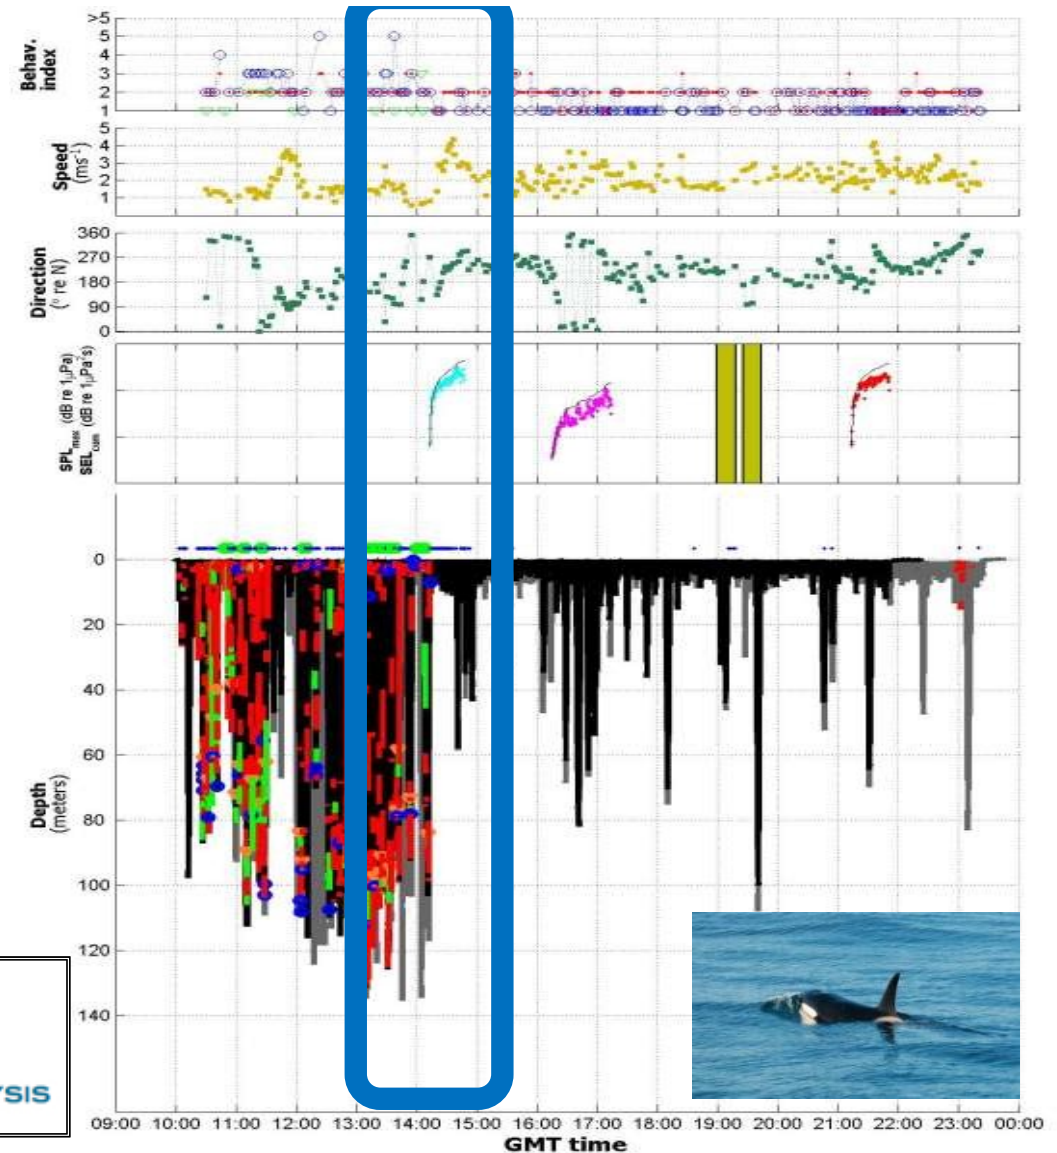 Behav.
index
>5
5
4
3
2
1
Speed
(ms⁻¹)
5
4
3
2
1
Direction
(° re N)
360
270
180
90
0
SPLmax (dB re 1μPa)
SELcum (dB re 1μPa²s)
Depth
(meters)
0
20
40
60
80
100
120
140
YSIS
09:00 10:00 11:00 12:00 13:00 14:00 15:00 16:00 17:00 18:00 19:00 20:00 21:00 22:00 23:00 00:00
GMT time